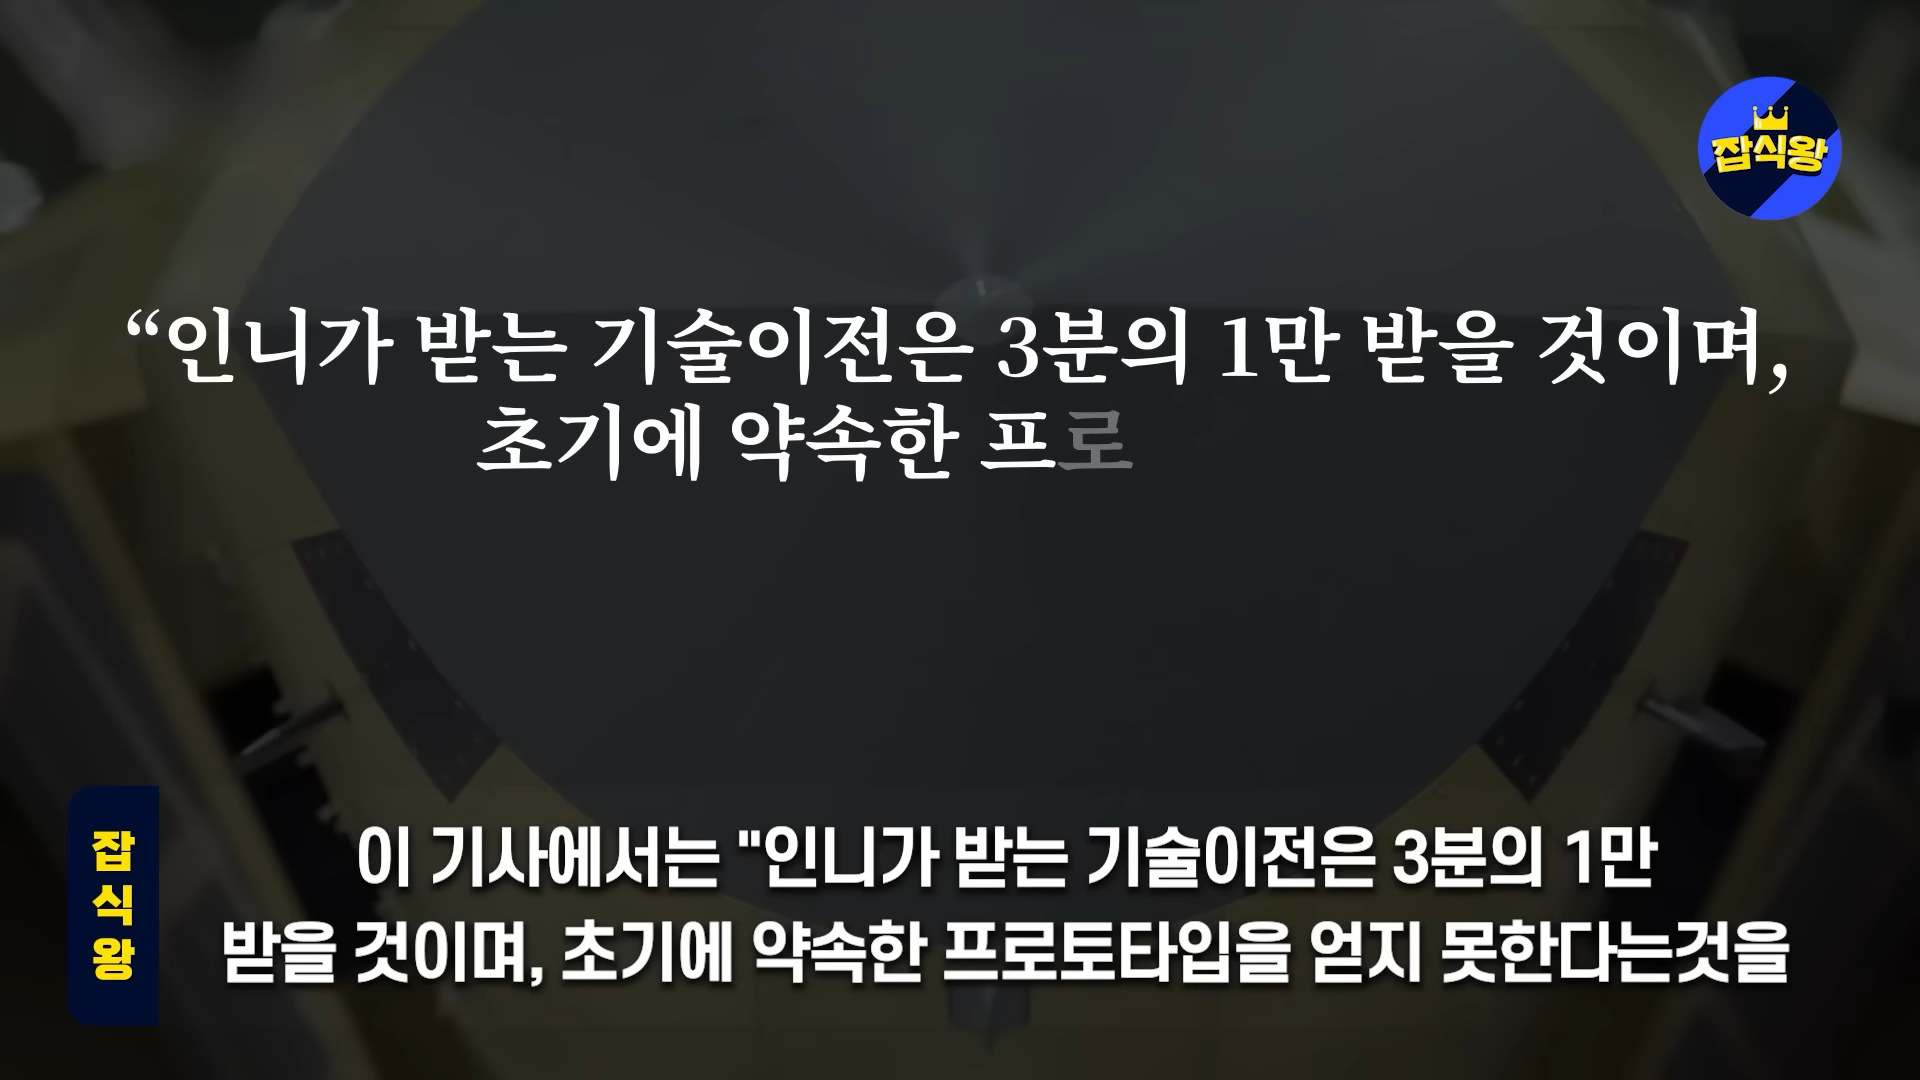 잡식왕
“인니가 받는 기술이전은 3분의 1만 받을 것이며,
초기에 약속한 프로
잡식왕
이 기사에서는 "인니가 받는 기술이전은 3분의 1만
받을 것이며, 초기에 약속한 프로토타입을 얻지 못한다는것을